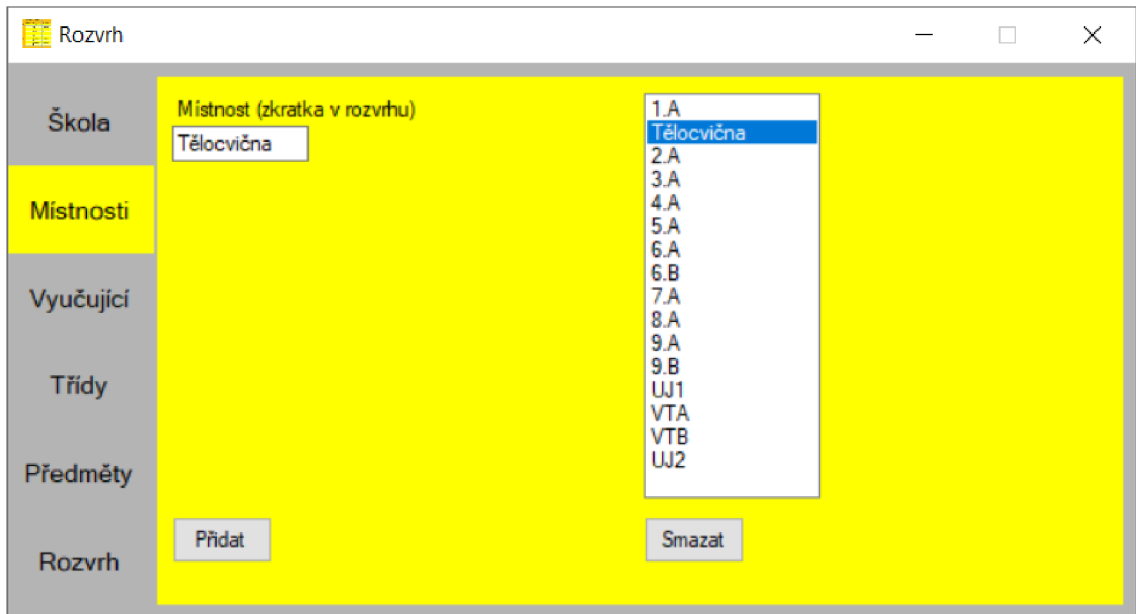 Rozvrh
Škola
Místnosti
Vyučující
Třídy
Předměty
Rozvrh
Místnost (zkratka v rozvrhu)
Tělocvična
Přidat
1.A
Tělocvična
2.A
3.A
4.A
5.A
6.A
6.B
7.A
8.A
9.A
9.B
UJ1
VTA
VTB
UJ2
Smazat